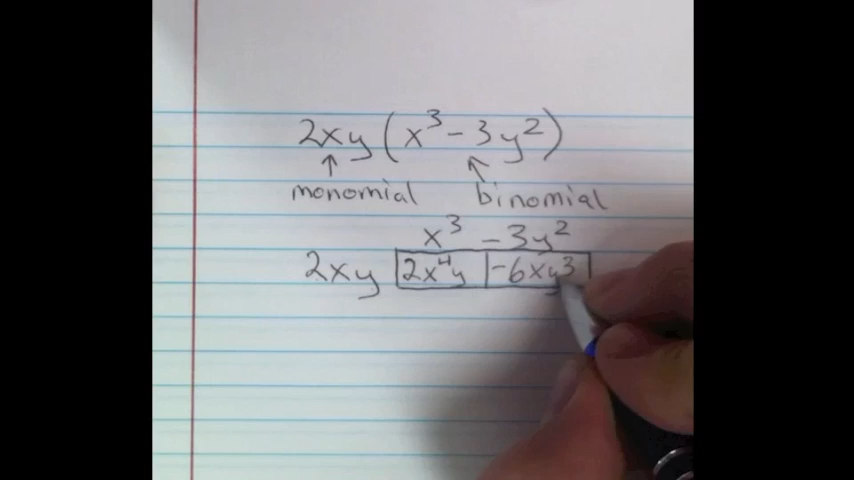 2xy(x³-3y²)
monomial binomial
x³ -3y²
2xy 2x⁴y -6xy³